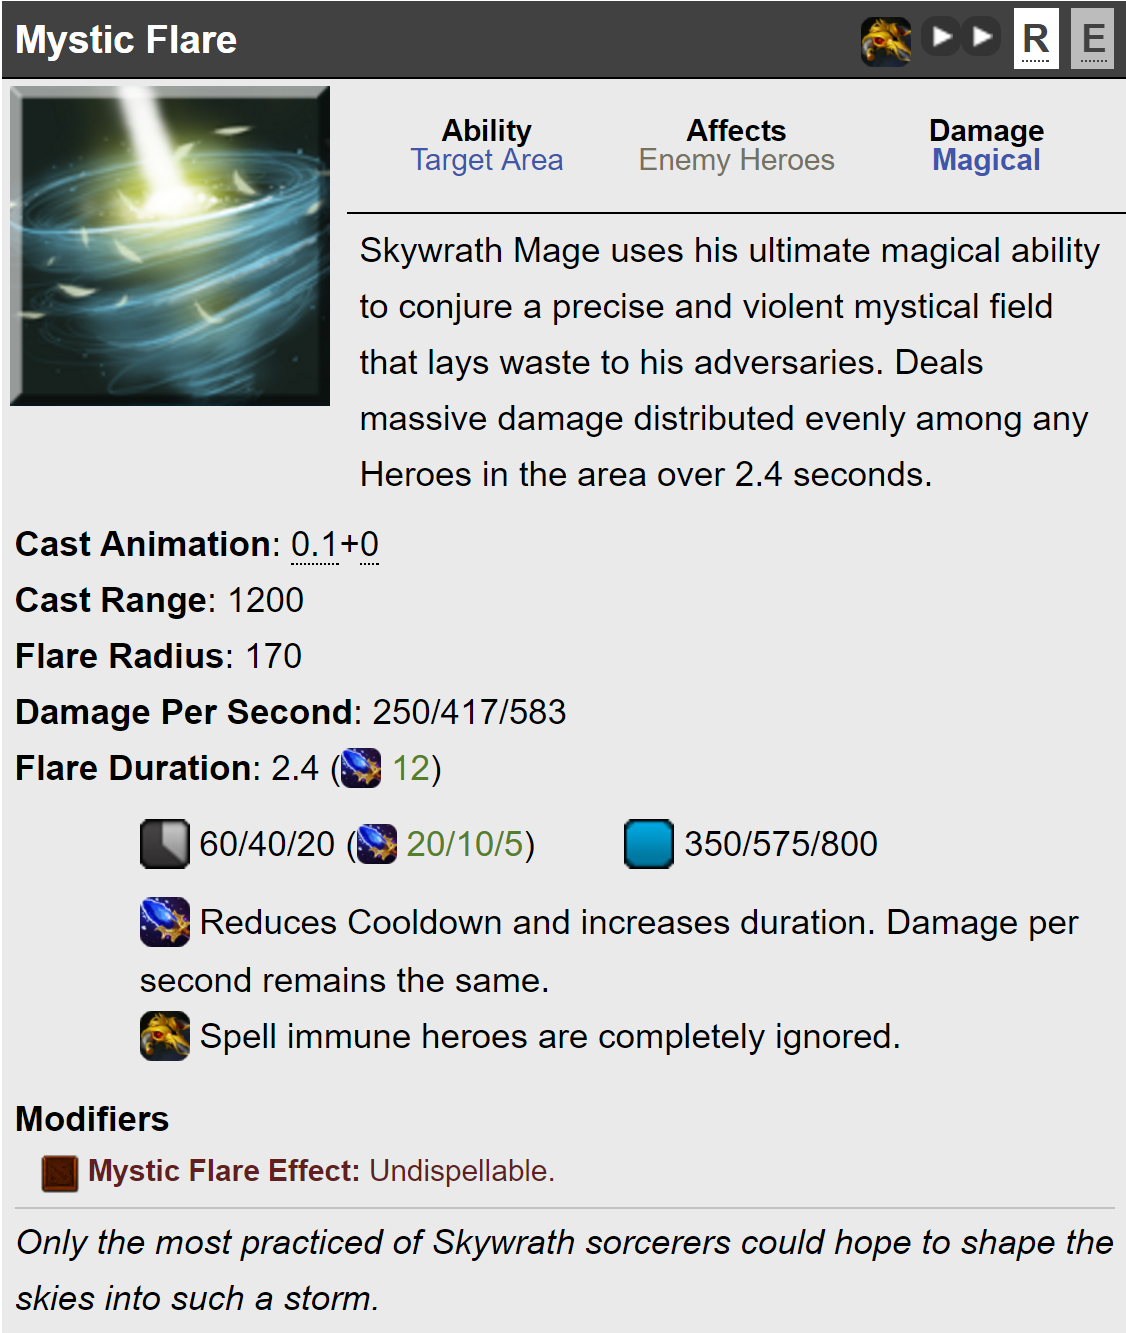 Mystic Flare
R E
Ability Affects Damage
Target Area Enemy Heroes Magical
Skywrath Mage uses his ultimate magical ability
to conjure a precise and violent mystical field
that lays waste to his adversaries. Deals
massive damage distributed evenly among any
Heroes in the area over 2.4 seconds.
Cast Animation: 0.1+0
Cast Range: 1200
Flare Radius: 170
Damage Per Second: 250/417/583
Flare Duration: 2.4 ( 12)
60/40/20 ( 20/10/5) 350/575/800
Reduces Cooldown and increases duration. Damage per
second remains the same.
Spell immune heroes are completely ignored.
Modifiers
Mystic Flare Effect: Undispellable.
Only the most practiced of Skywrath sorcerers could hope to shape the
skies into such a storm.